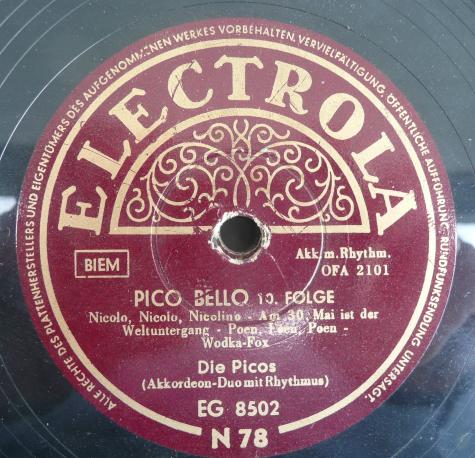 ALLE RECHTE DES PLATTENHERSTELLERS UND EIGENTÜMERS DES AUFGENOMMENEN WERKES VORBEHALTEN. VERVIELFÄLTIGUNG, ÖFFENTLICHE AUFFÜHRUNG, RUNDFUNKSENDUNG UNTERSAGT.
ELECTROLA
BIEM
Akk. m. Rhythm.
OFA 2101
PICO BELLO 10. FOLGE
Nicolo, Nicolo, Nicolino - Am 30. Mai ist der
Weltuntergang - Poen, Poen, Poen -
Wodka-Fox
Die Picos
(Akkordeon-Duo mit Rhythmus)
EG 8502
N 78